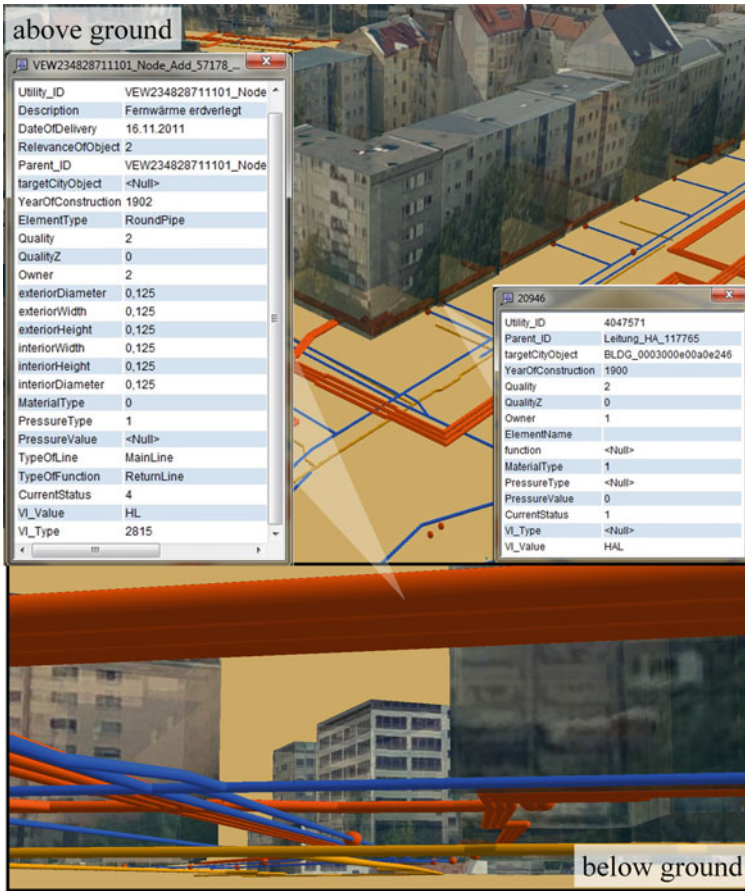 above ground
VEW234828711101_Node_Add_57178_...
Utility_ID VEW234828711101_Node
Description Fernwärme erdverlegt
DateOfDelivery 16.11.2011
RelevanceOfObject 2
Parent_ID VEW234828711101_Node
targetCityObject <Null>
YearOfConstruction 1902
ElementType RoundPipe
Quality 2
QualityZ 0
Owner 2
exteriorDiameter 0,125
exteriorWidth 0,125
exteriorHeight 0,125
interiorWidth 0,125
interiorHeight 0,125
interiorDiameter 0,125
MaterialType 0
PressureType 1
PressureValue <Null>
TypeOfLine MainLine
TypeOfFunction ReturnLine
CurrentStatus 4
VI_Value HL
VI_Type 2815
20946
Utility_ID 4047571
Parent_ID Leitung_HA_117765
targetCityObject BLDG_0003000e00a0e246
YearOfConstruction 1900
Quality 2
QualityZ 0
Owner 1
ElementName
function <Null>
MaterialType 1
PressureType <Null>
PressureValue 0
CurrentStatus 1
VI_Type <Null>
VI_Value HAL
below ground